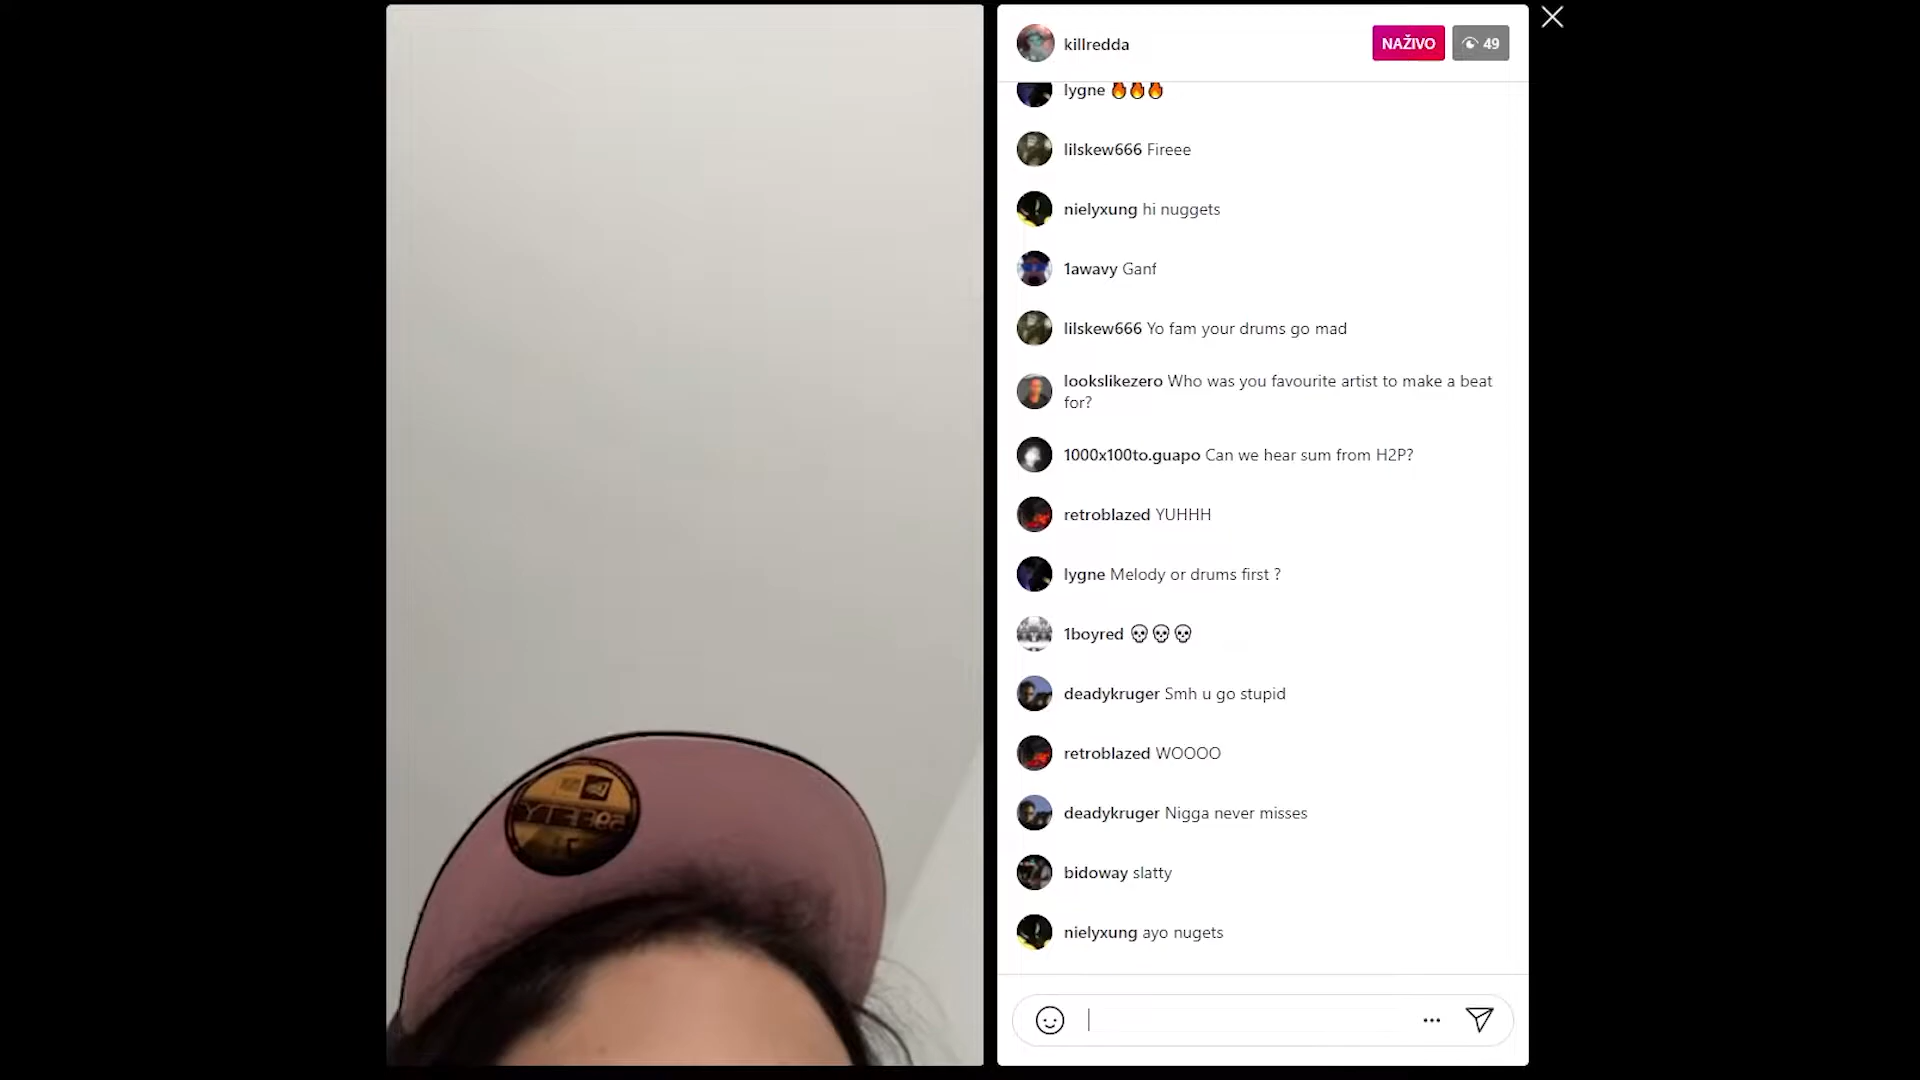 killredda
NAŽIVO
49
lygne 🔥🔥🔥
lilskew666 Fireee
nielyxung hi nuggets
1awavy Ganf
lilskew666 Yo fam your drums go mad
lookslikezero Who was you favourite artist to make a beat
for?
1000x100to.guapo Can we hear sum from H2P?
retroblazed YUHHH
lygne Melody or drums first ?
1boyred 💀💀💀
deadykruger Smh u go stupid
retroblazed WOOOO
deadykruger Nigga never misses
bidoway slatty
nielyxung ayo nugets
59FIFTY